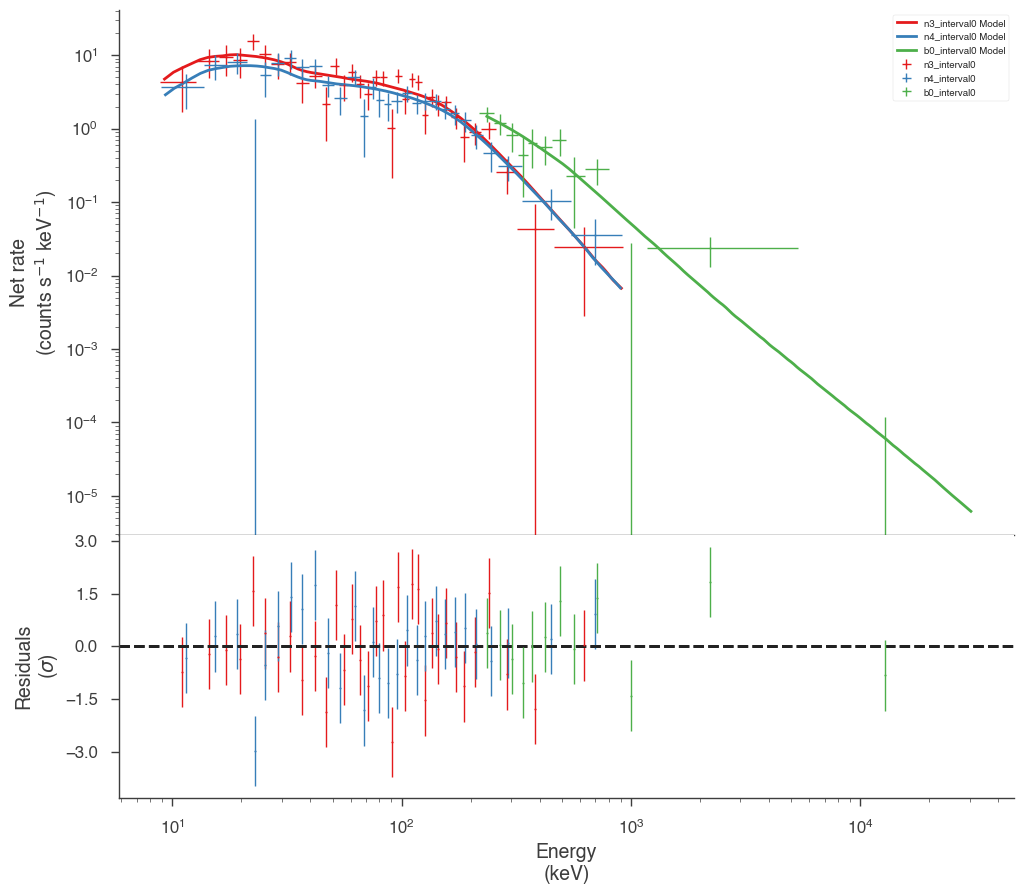 n3_interval0 Model
n4_interval0 Model
b0_interval0 Model
n3_interval0
n4_interval0
b0_interval0
Net rate
(counts s⁻¹ keV⁻¹)
10¹
10⁰
10⁻¹
10⁻²
10⁻³
10⁻⁴
10⁻⁵
Residuals
(σ)
3.0
1.5
0.0
−1.5
−3.0
10¹ 10² 10³ 10⁴
Energy
(keV)